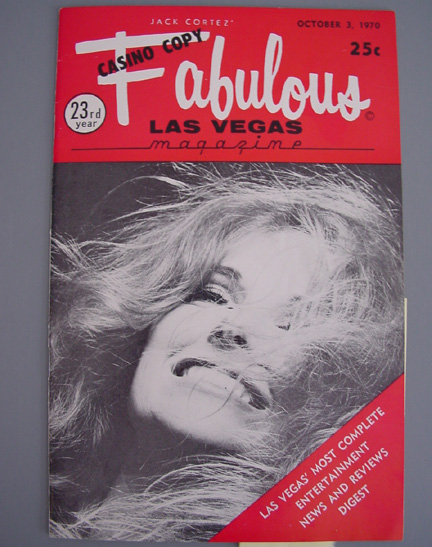 JACK CORTEZ'
OCTOBER 3, 1970
25¢
CASINO COPY
Fabulous
©
23rd
year
LAS VEGAS
magazine
LAS VEGAS' MOST COMPLETE
ENTERTAINMENT
NEWS AND REVIEWS
DIGEST